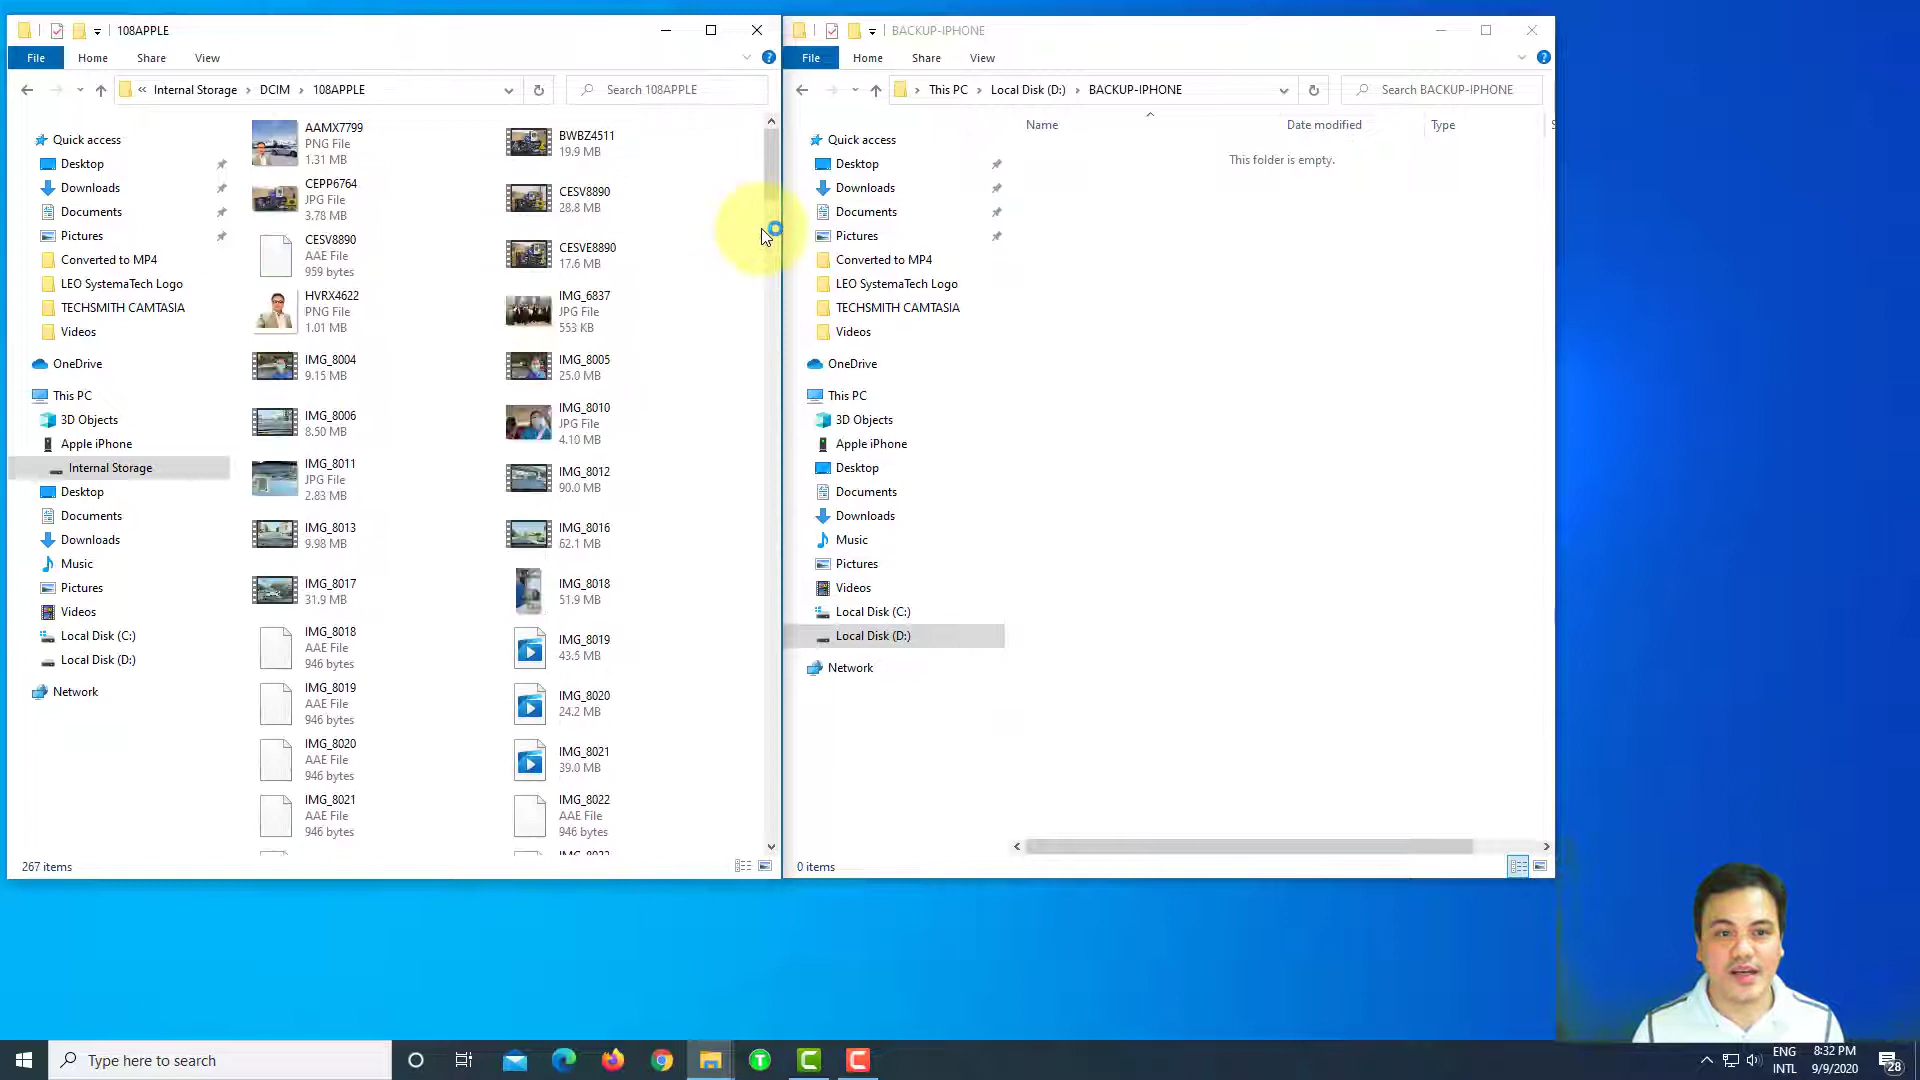 108APPLE
File Home Share View
« Internal Storage > DCIM > 108APPLE
Search 108APPLE
Quick access
Desktop
Downloads
Documents
Pictures
Converted to MP4
LEO SystemaTech Logo
TECHSMITH CAMTASIA
Videos
OneDrive
This PC
3D Objects
Apple iPhone
Internal Storage
Desktop
Documents
Downloads
Music
Pictures
Videos
Local Disk (C:)
Local Disk (D:)
Network
AAMX7799
PNG File
1.31 MB
BWBZ4511
19.9 MB
CEPP6764
JPG File
3.78 MB
CESV8890
28.8 MB
CESV8890
AAE File
959 bytes
CESVE8890
17.6 MB
HVRX4622
PNG File
1.01 MB
IMG_6837
JPG File
553 KB
IMG_8004
9.15 MB
IMG_8005
25.0 MB
IMG_8006
8.50 MB
IMG_8010
JPG File
4.10 MB
IMG_8011
JPG File
2.83 MB
IMG_8012
90.0 MB
IMG_8013
9.98 MB
IMG_8016
62.1 MB
IMG_8017
31.9 MB
IMG_8018
51.9 MB
IMG_8018
AAE File
946 bytes
IMG_8019
43.5 MB
IMG_8019
AAE File
946 bytes
IMG_8020
24.2 MB
IMG_8020
AAE File
946 bytes
IMG_8021
39.0 MB
IMG_8021
AAE File
946 bytes
IMG_8022
AAE File
946 bytes
267 items
BACKUP-IPHONE
File Home Share View
> This PC > Local Disk (D:) > BACKUP-IPHONE
Search BACKUP-IPHONE
Name Date modified Type S
This folder is empty.
Quick access
Desktop
Downloads
Documents
Pictures
Converted to MP4
LEO SystemaTech Logo
TECHSMITH CAMTASIA
Videos
OneDrive
This PC
3D Objects
Apple iPhone
Desktop
Documents
Downloads
Music
Pictures
Videos
Local Disk (C:)
Local Disk (D:)
Network
0 items
Type here to search
ENG
INTL
8:32 PM
9/9/2020
28